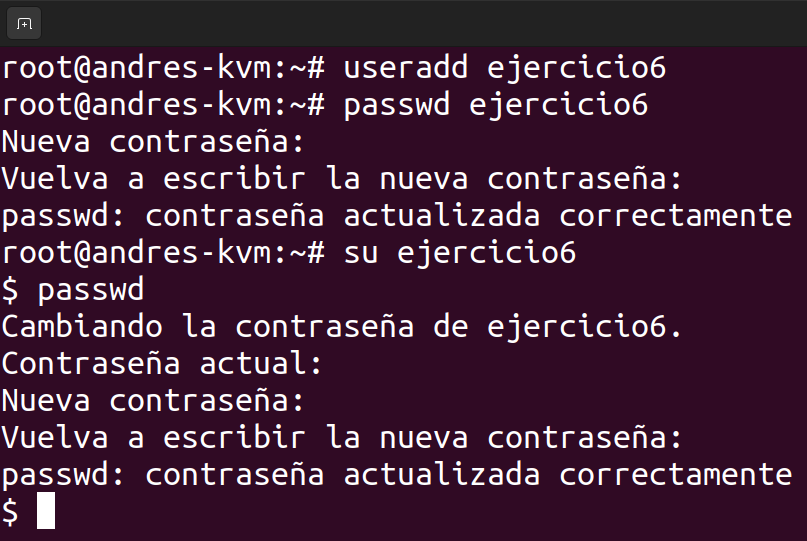 root@andres-kvm:~# useradd ejercicio6
root@andres-kvm:~# passwd ejercicio6
Nueva contraseña:
Vuelva a escribir la nueva contraseña:
passwd: contraseña actualizada correctamente
root@andres-kvm:~# su ejercicio6
$ passwd
Cambiando la contraseña de ejercicio6.
Contraseña actual:
Nueva contraseña:
Vuelva a escribir la nueva contraseña:
passwd: contraseña actualizada correctamente
$